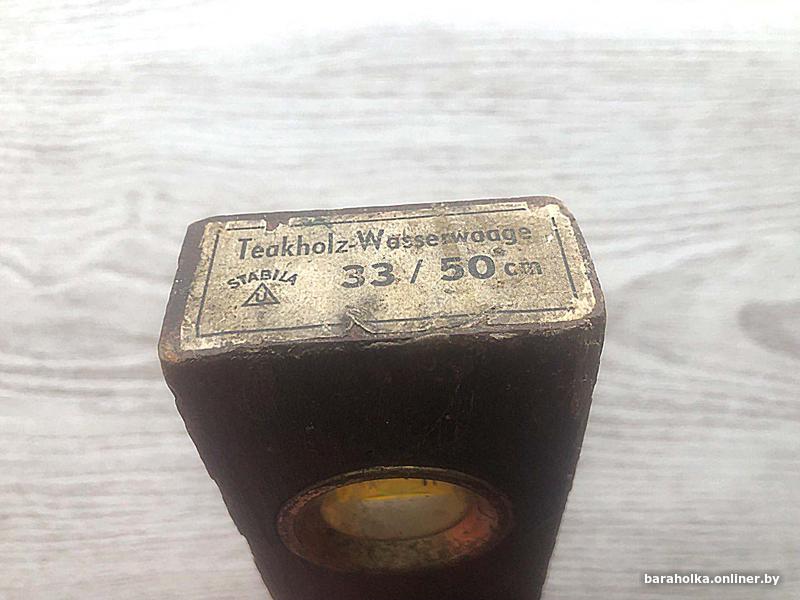 Teakholz-Wasserwaage
STABILA
33 / 50 cm
baraholka.onliner.by